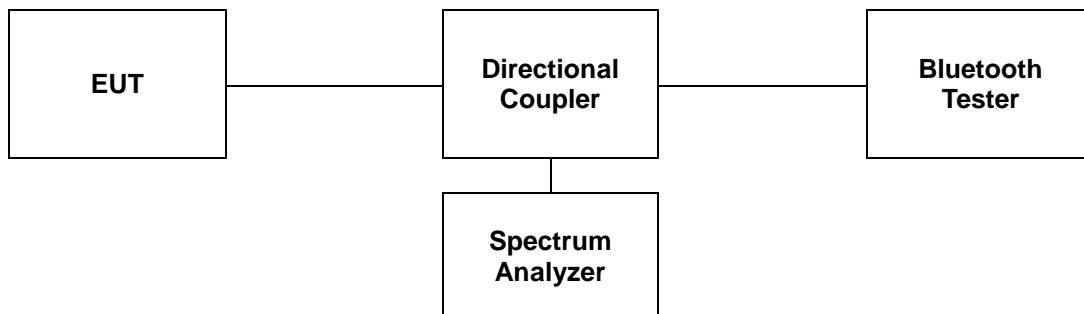 EUT
Directional
Coupler
Bluetooth
Tester
Spectrum
Analyzer